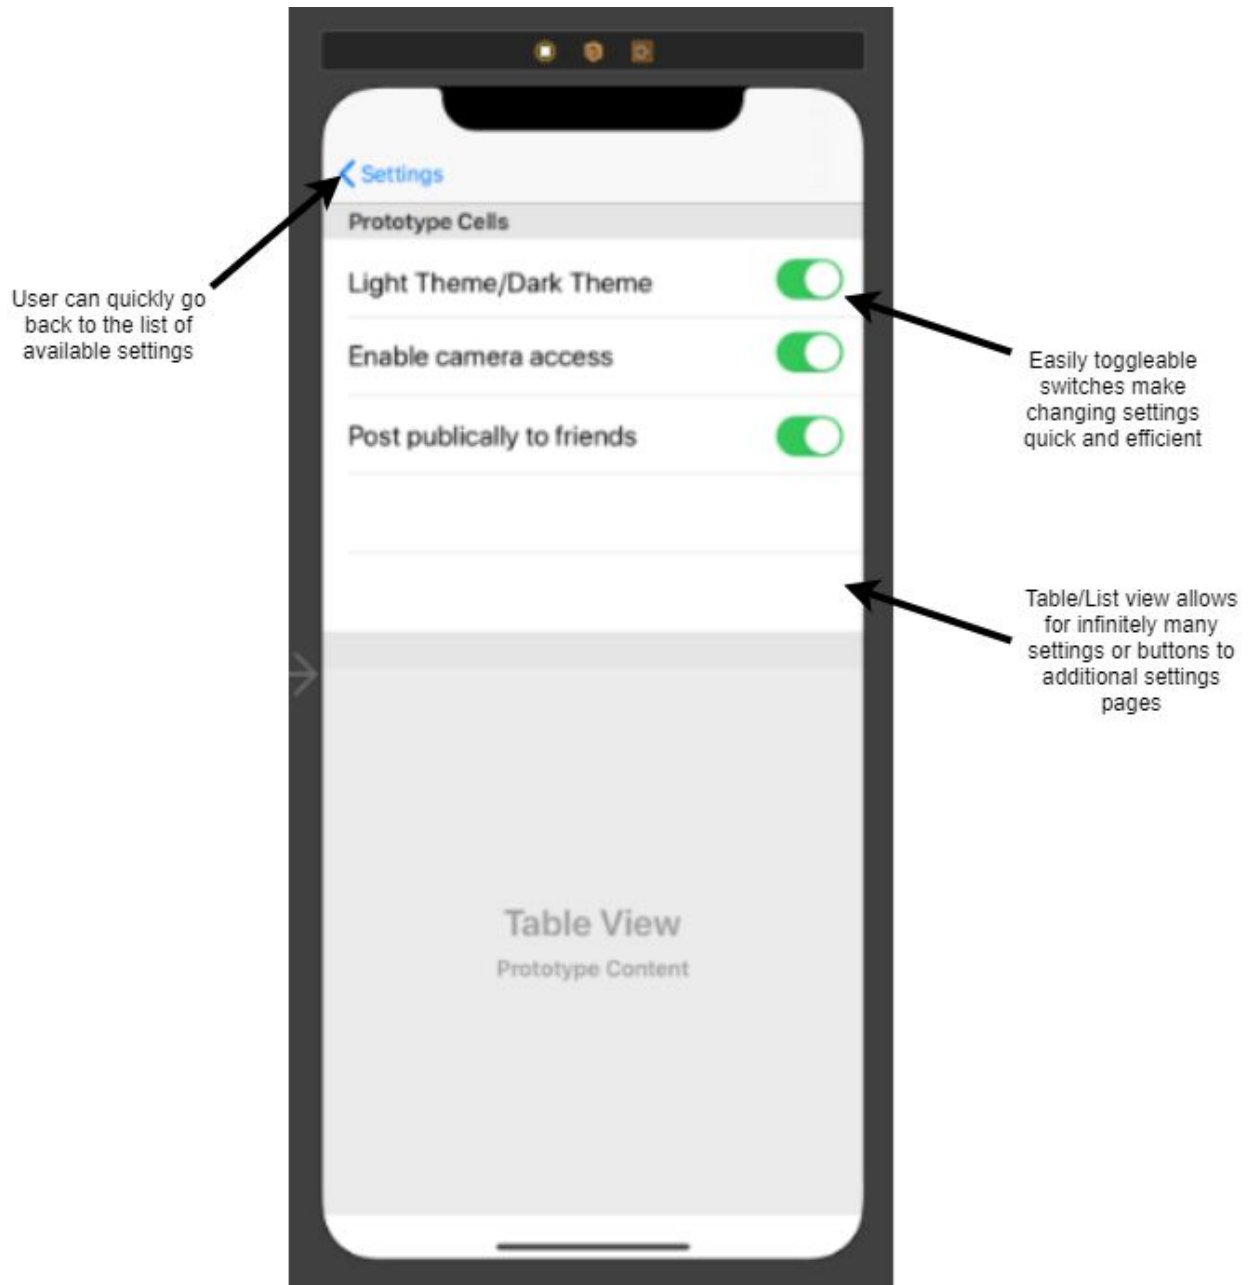 Settings
Prototype Cells
Light Theme/Dark Theme
Enable camera access
Post publically to friends
Table View
Prototype Content
User can quickly go
back to the list of
available settings
Easily toggleable
switches make
changing settings
quick and efficient
Table/List view allows
for infinitely many
settings or buttons to
additional settings
pages